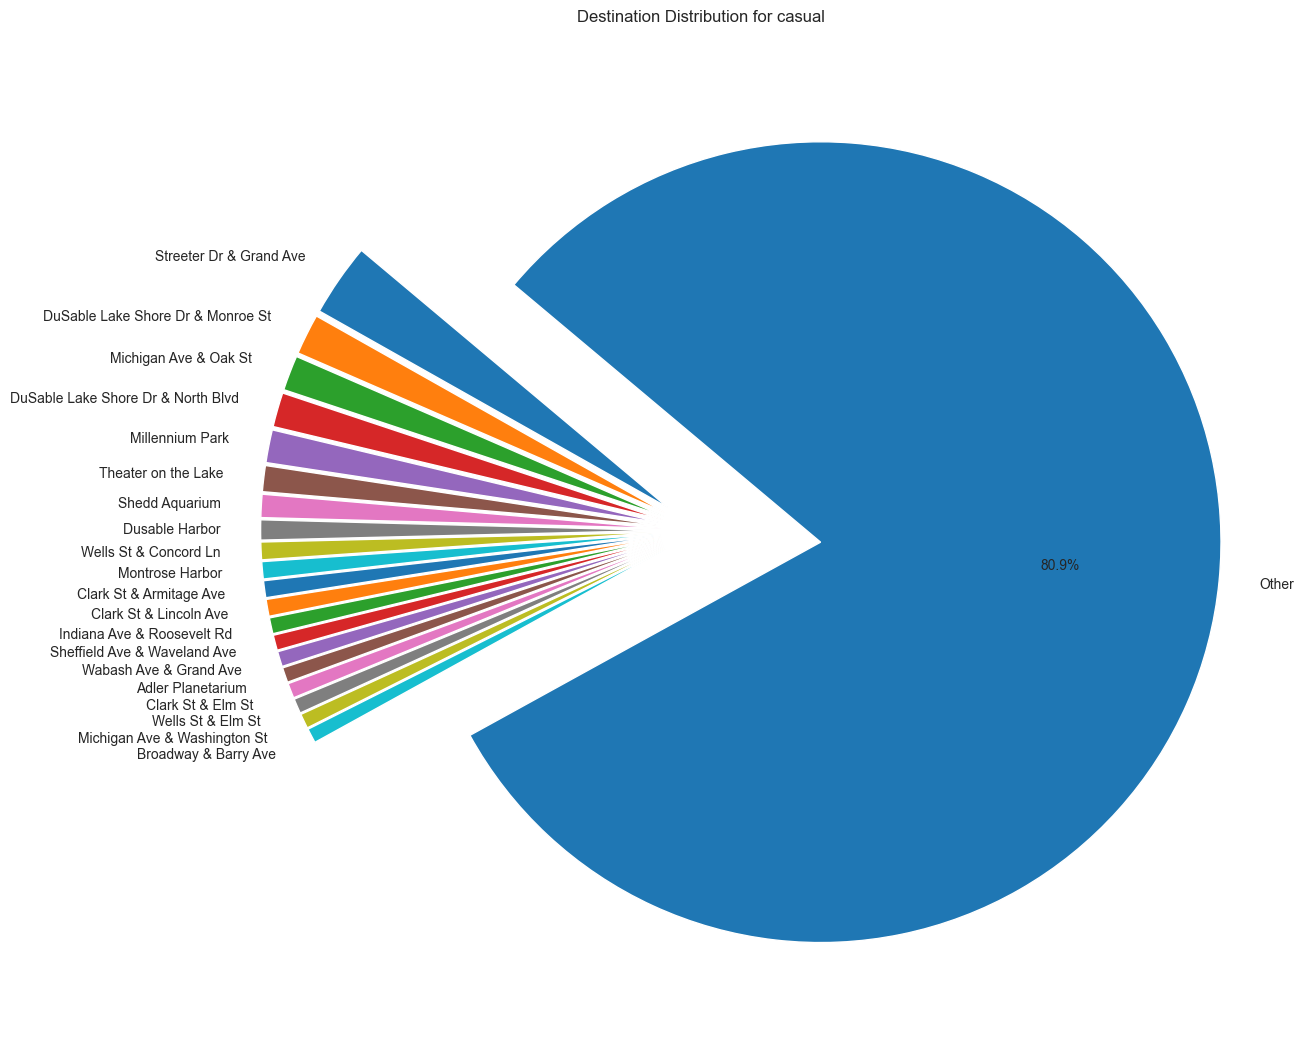 Destination Distribution for casual
Streeter Dr & Grand Ave
DuSable Lake Shore Dr & Monroe St
Michigan Ave & Oak St
DuSable Lake Shore Dr & North Blvd
Millennium Park
Theater on the Lake
Shedd Aquarium
Dusable Harbor
Wells St & Concord Ln
Montrose Harbor
Clark St & Armitage Ave
Clark St & Lincoln Ave
Indiana Ave & Roosevelt Rd
Sheffield Ave & Waveland Ave
Wabash Ave & Grand Ave
Adler Planetarium
Clark St & Elm St
Wells St & Elm St
Michigan Ave & Washington St
Broadway & Barry Ave
80.9%
Other